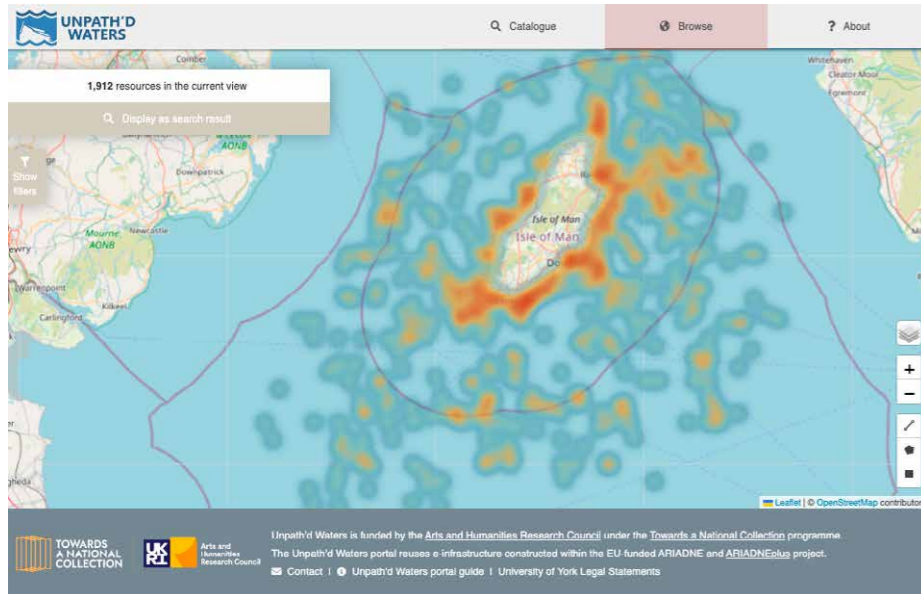 UNPATH'D
WATERS
Catalogue
Browse
? About
1,912 resources in the current view
Display as search result
Show
filters
Comber
AONB
Downpatrick
Mourne
AONB
Newcastle
Warrenpoint
Kilkeel
Carlingford
Isle of Man
Isle of Man
Whitehaven
Cleator Moor
Egremont
+
−
Leaflet | © OpenStreetMap contributor
TOWARDS
A NATIONAL
COLLECTION
UK
RI
Arts and
Humanities
Research Council
Unpath'd Waters is funded by the Arts and Humanities Research Council under the Towards a National Collection programme.
The Unpath'd Waters portal reuses e-infrastructure constructed within the EU funded ARIADNE and ARIADNEplus project.
Contact | Unpath'd Waters portal guide | University of York Legal Statements